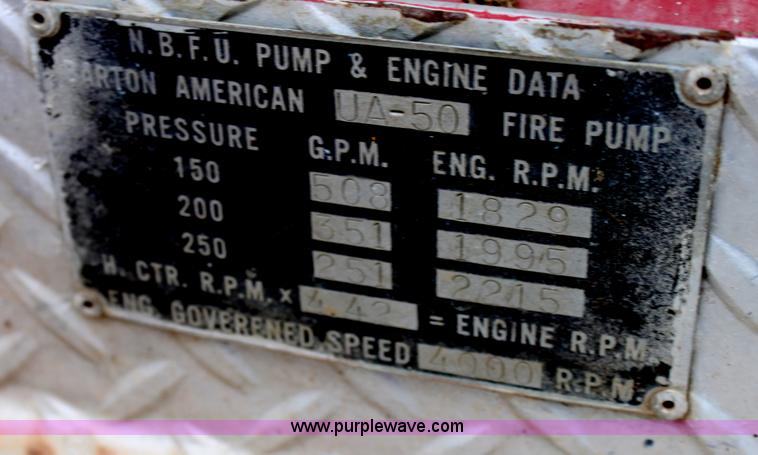 N.B.F.U. PUMP & ENGINE DATA
BARTON AMERICAN UA-50 FIRE PUMP
PRESSURE G.P.M. ENG. R.P.M.
150 508 1829
200 351 1995
250 251 2215
H. CTR. R.P.M. x 4.42 = ENGINE R.P.M.
ENG. GOVERENED SPEED 4000 R.P.M.
www.purplewave.com